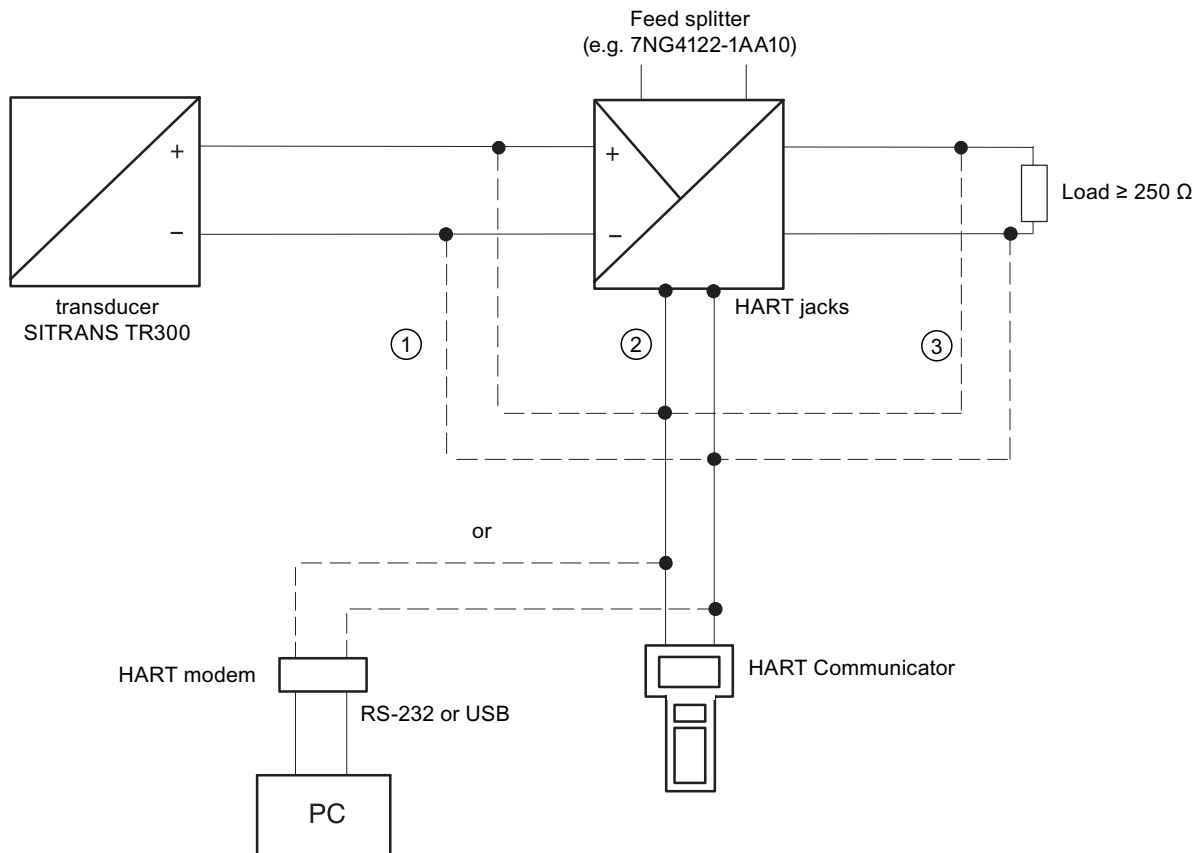 Feed splitter
(e.g. 7NG4122-1AA10)
+
+
Load ≥ 250 Ω
−
−
transducer
SITRANS TR300
HART jacks
1
2
3
or
HART modem
HART Communicator
RS-232 or USB
PC